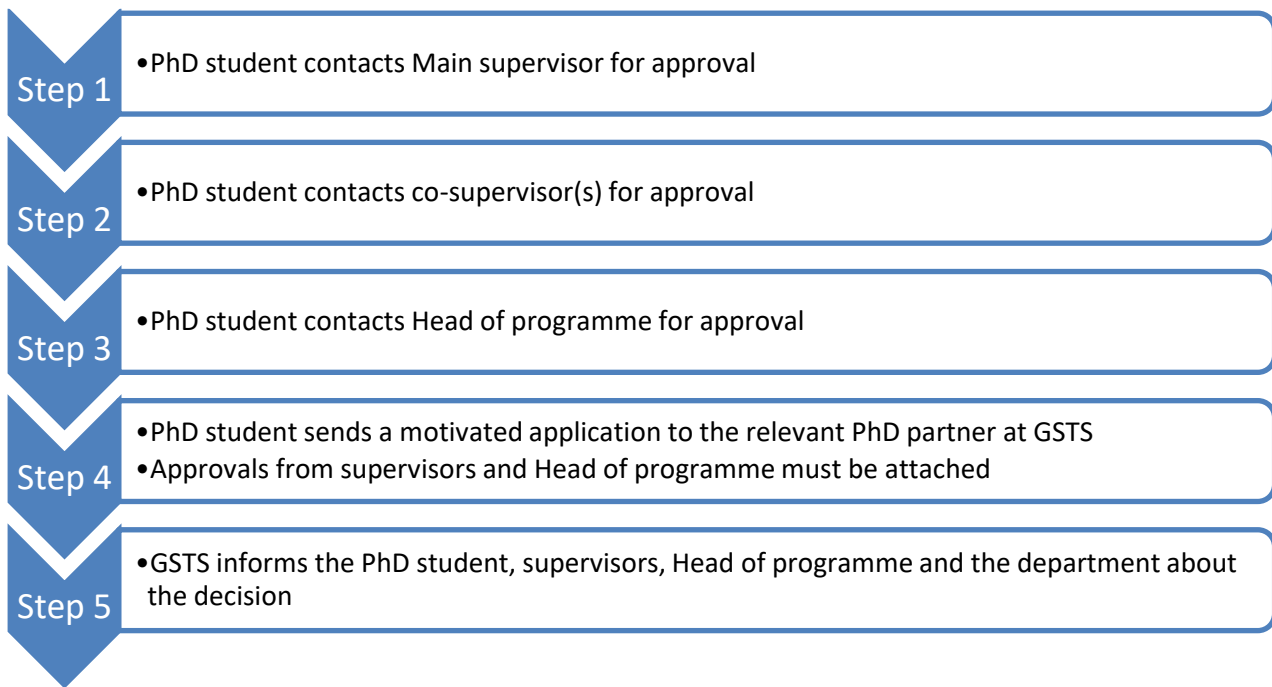 Step 1
•PhD student contacts Main supervisor for approval
Step 2
•PhD student contacts co-supervisor(s) for approval
Step 3
•PhD student contacts Head of programme for approval
Step 4
•PhD student sends a motivated application to the relevant PhD partner at GSTS
•Approvals from supervisors and Head of programme must be attached
Step 5
•GSTS informs the PhD student, supervisors, Head of programme and the department about
the decision